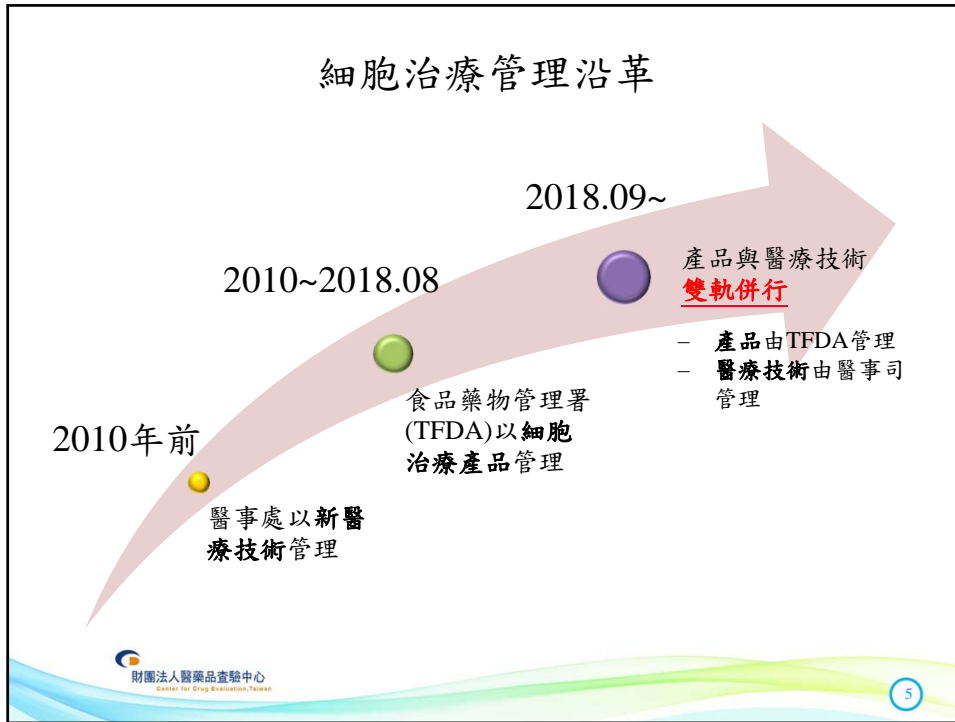 細胞治療管理沿革
2018.09~
產品與醫療技術
雙軌併行
– 產品由TFDA管理
– 醫療技術由醫事司
管理
2010~2018.08
食品藥物管理署
(TFDA)以細胞
治療產品管理
2010年前
醫事處以新醫
療技術管理
財團法人醫藥品查驗中心
Center for Drug Evaluation,Taiwan
5